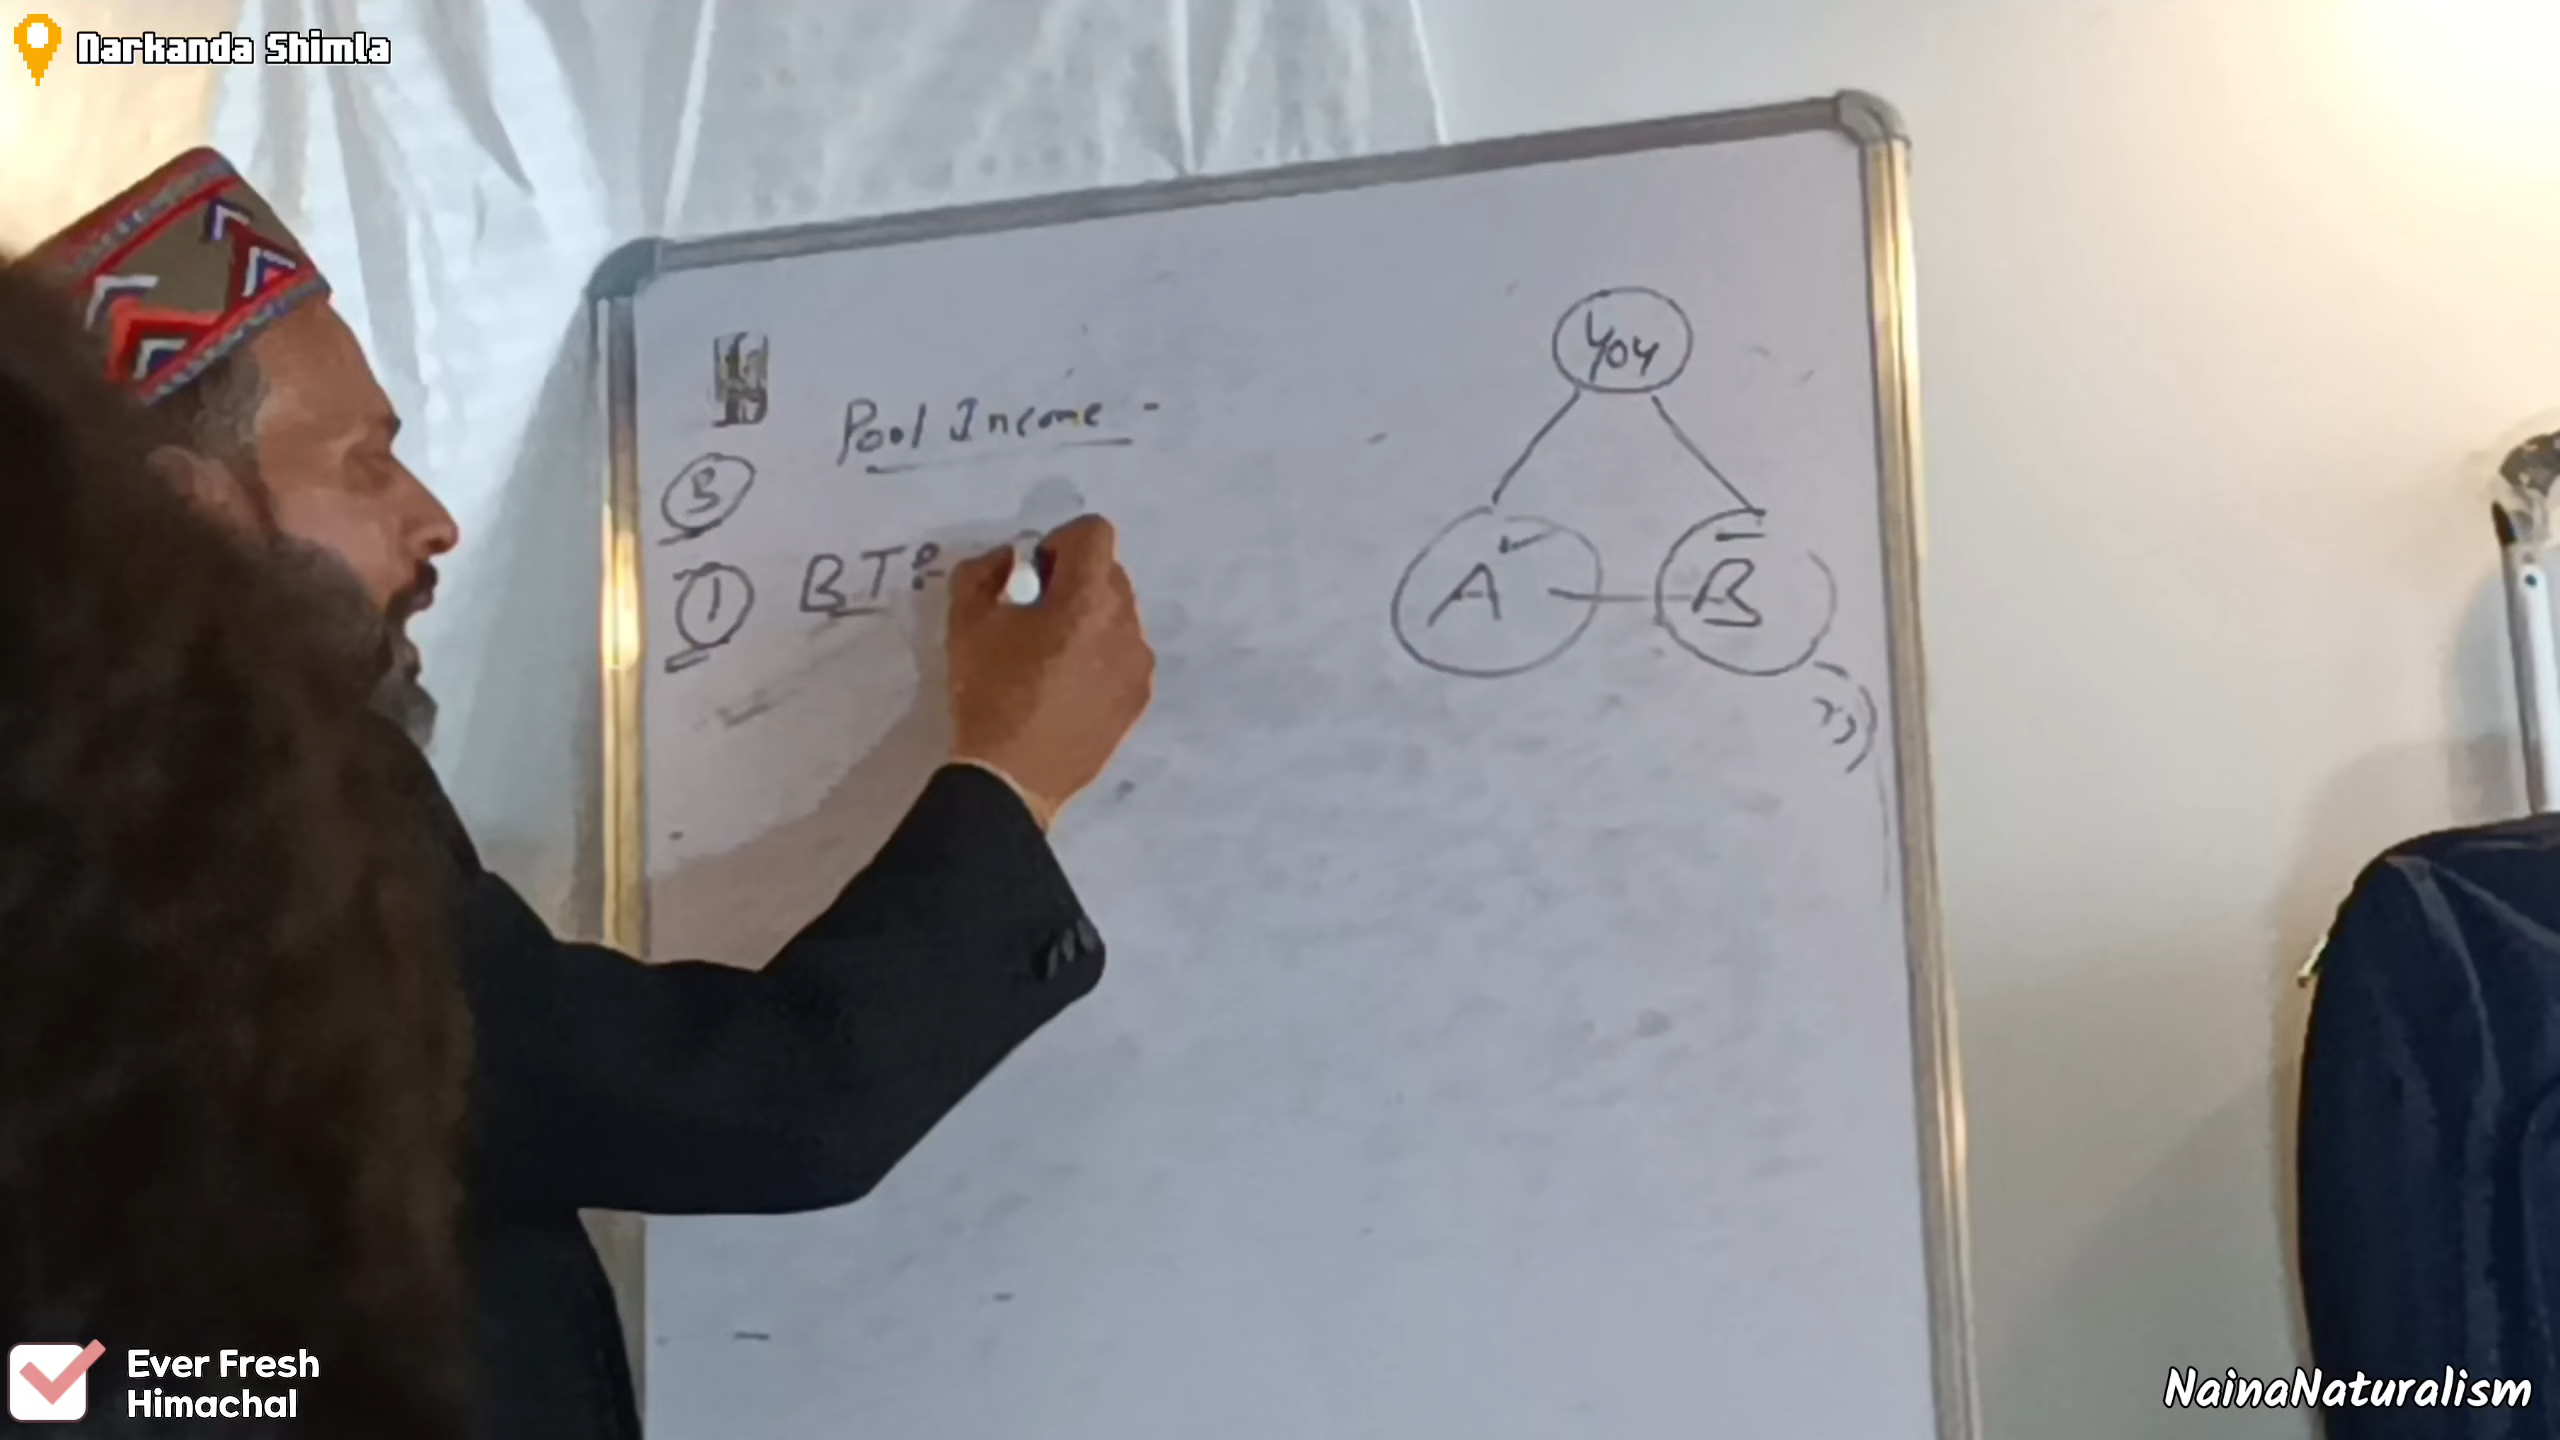 Narkanda Shimla
You
Pool Income -
3
A B
1 BT
Ever Fresh
Himachal
NainaNaturalism